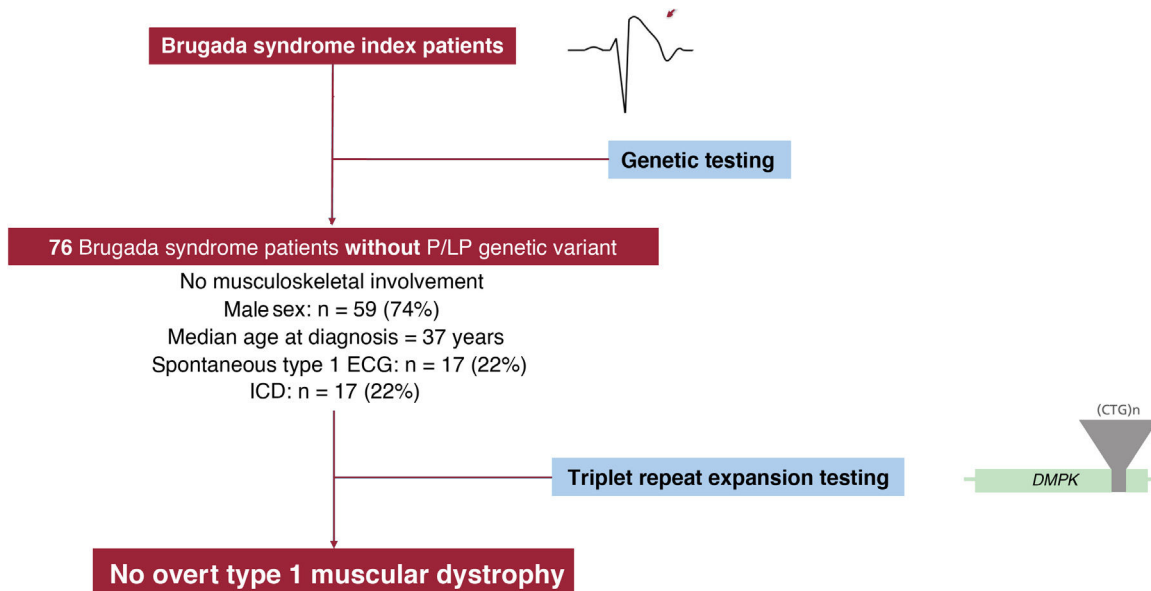 Brugada syndrome index patients
Genetic testing
76 Brugada syndrome patients without P/LP genetic variant
No musculoskeletal involvement
Male sex: n = 59 (74%)
Median age at diagnosis = 37 years
Spontaneous type 1 ECG: n = 17 (22%)
ICD: n = 17 (22%)
(CTG)n
Triplet repeat expansion testing
DMPK
No overt type 1 muscular dystrophy